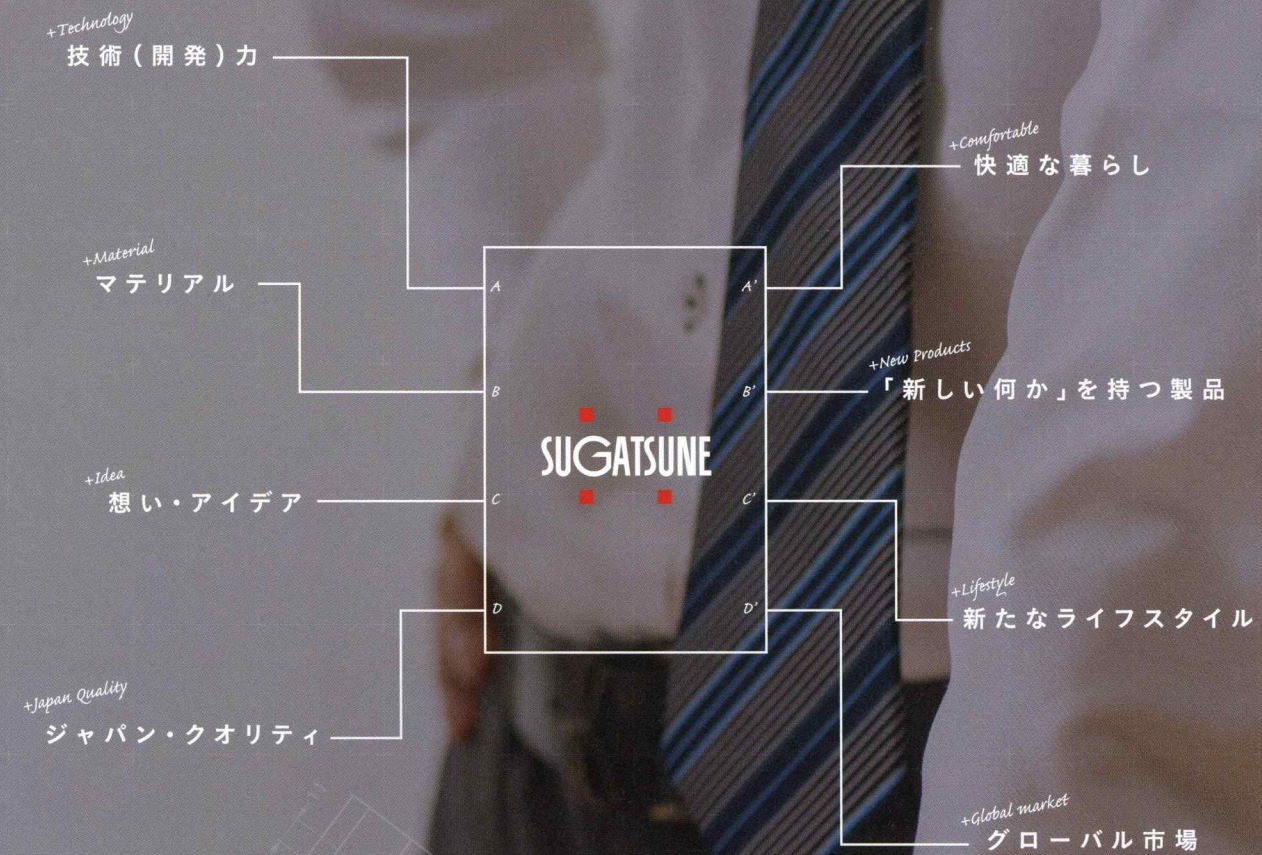 +Technology
技術(開発)力
+Material
マテリアル
+Idea
想い・アイデア
+Japan Quality
ジャパン・クオリティ
A
B
C
D
SUGATSUNE
A'
B'
C'
D'
+Comfortable
快適な暮らし
+New Products
「新しい何か」を持つ製品
+Lifestyle
新たなライフスタイル
+Global market
グローバル市場